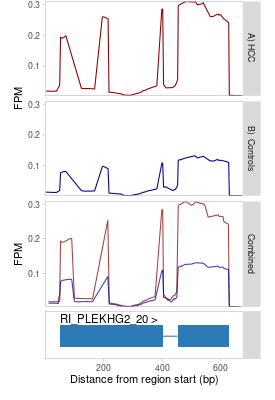 0.3
0.2
0.1
FPM
A) HCC
0.3
0.2
0.1
B) Controls
0.3
0.2
0.1
FPM
Combined
RI_PLEKHG2_20 >
200 400 600
Distance from region start (bp)